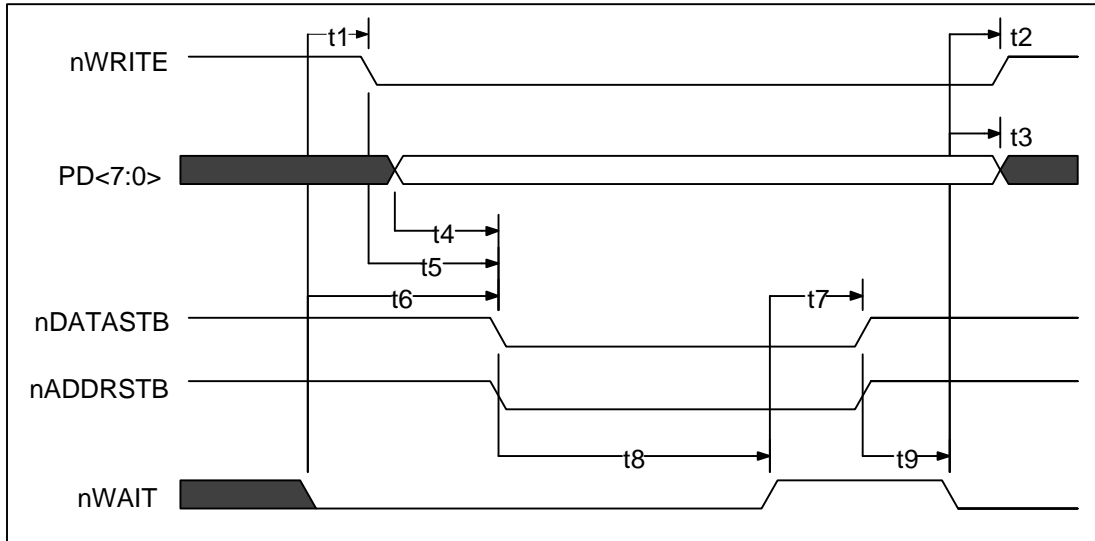 t1
t2
nWRITE
t3
PD<7:0>
t4
t5
t6
t7
nDATASTB
nADDRSTB
t8
t9
nWAIT